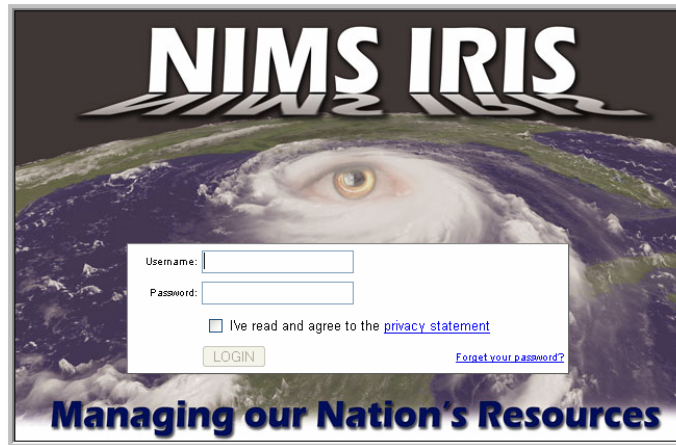 NIMS IRIS
Username:
Password:
I've read and agree to the privacy statement
LOGIN
Forget your password?
Managing our Nation's Resources